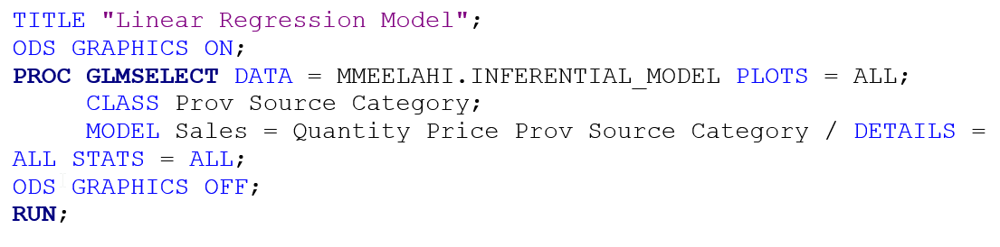 TITLE "Linear Regression Model";
ODS GRAPHICS ON;
PROC GLMSELECT DATA = MMEELAHI.INFERENTIAL_MODEL PLOTS = ALL;
CLASS Prov Source Category;
MODEL Sales = Quantity Price Prov Source Category / DETAILS =
ALL STATS = ALL;
ODS GRAPHICS OFF;
RUN;